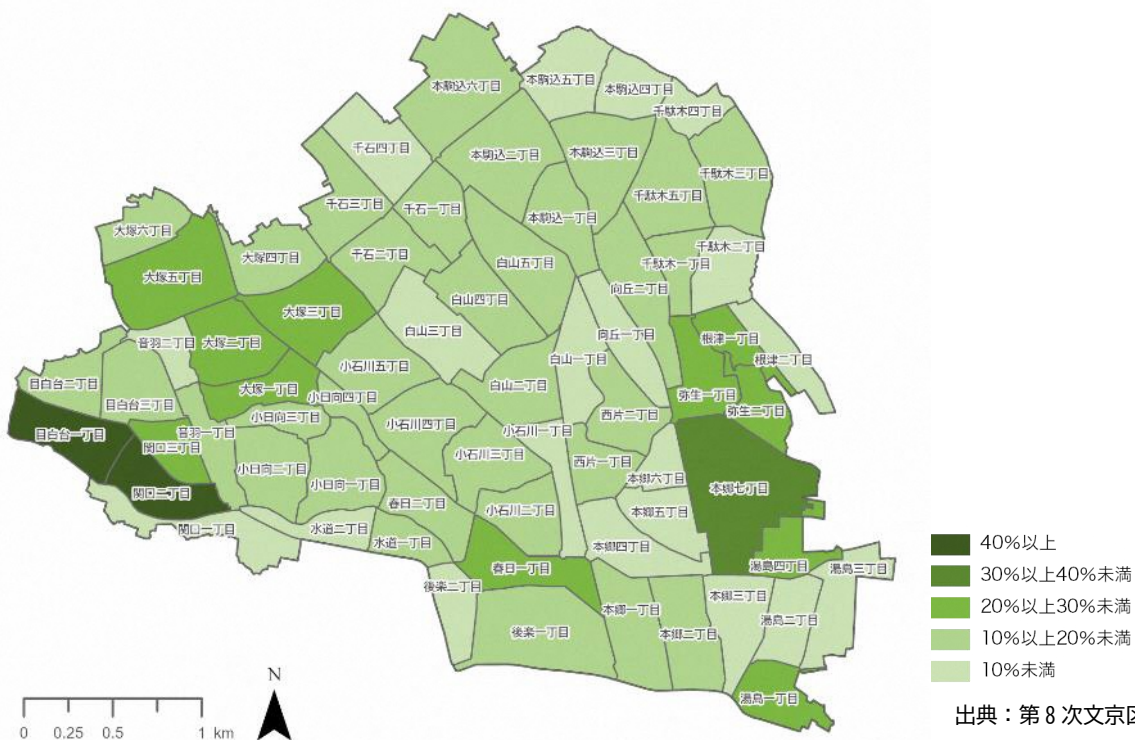 本駒込六丁目
本駒込五丁目
本駒込四丁目
千駄木四丁目
千石四丁目
本駒込二丁目
本駒込三丁目
千駄木三丁目
千駄木五丁目
千石三丁目
千石一丁目
本駒込一丁目
大塚六丁目
千駄木二丁目
大塚四丁目
千石二丁目
白山五丁目
千駄木一丁目
大塚五丁目
向丘二丁目
白山四丁目
大塚三丁目
白山三丁目
向丘一丁目
根津一丁目
音羽二丁目
大塚二丁目
白山一丁目
根津二丁目
小石川五丁目
目白台二丁目
白山二丁目
大塚一丁目
小日向四丁目
弥生一丁目
目白台三丁目
弥生二丁目
小日向三丁目
西片二丁目
小石川四丁目
小石川一丁目
目白台一丁目
音羽一丁目
関口三丁目
小石川三丁目
西片一丁目
小日向二丁目
本郷六丁目
小日向一丁目
本郷七丁目
関口二丁目
春日二丁目
小石川二丁目
本郷五丁目
関口一丁目
水道二丁目
水道一丁目
本郷四丁目
春日一丁目
湯島四丁目
湯島三丁目
後楽二丁目
本郷三丁目
本郷一丁目
湯島二丁目
後楽一丁目
本郷二丁目
湯島一丁目
40%以上
30%以上40%未満
20%以上30%未満
10%以上20%未満
10%未満
N
0 0.25 0.5 1 km
出典：第8次文京区